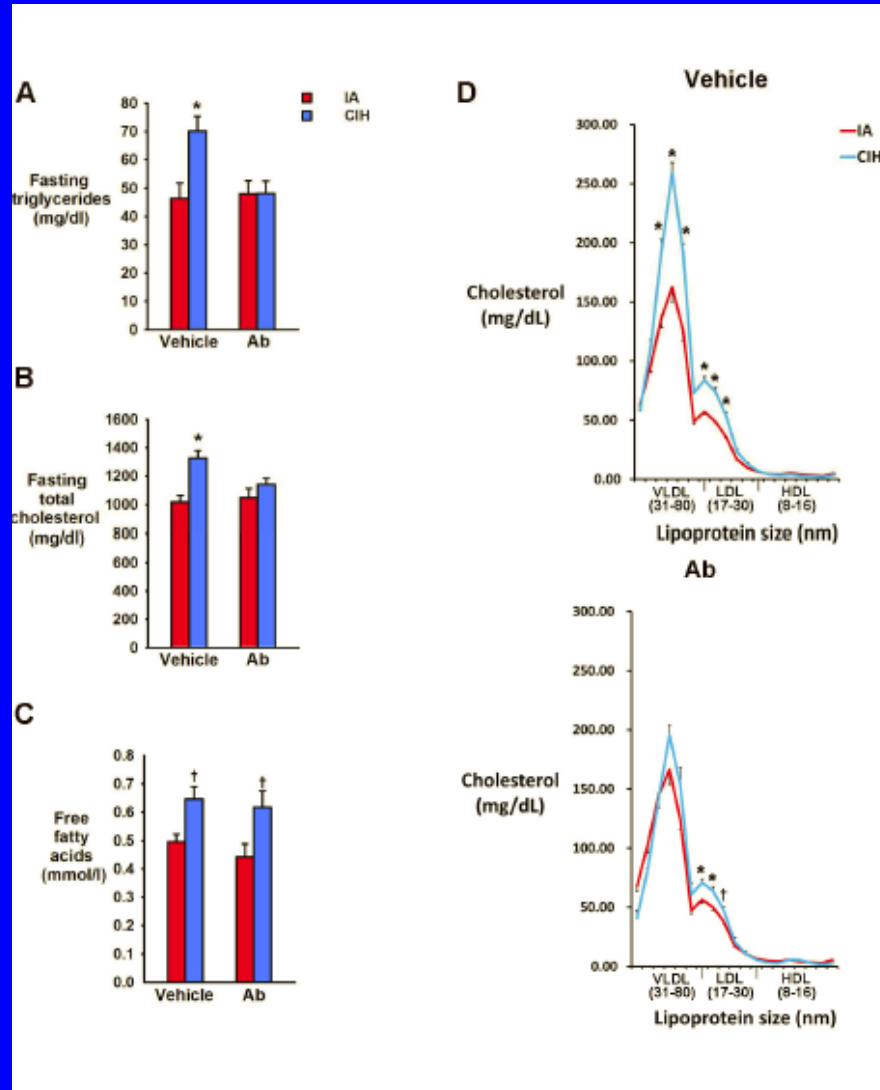 A
IA
CIH
*
80
70
60
50
40
30
20
10
0
Fasting
triglycerides
(mg/dl)
Vehicle
Ab
B
*
1600
1400
1200
1000
800
600
400
200
0
Fasting
total
cholesterol
(mg/dl)
Vehicle
Ab
C
† †
0.8
0.7
0.6
0.5
0.4
0.3
0.2
0.1
0.0
Free
fatty
acids
(mmol/l)
Vehicle
Ab
D
Vehicle
IA
CIH
300.00
250.00
200.00
150.00
100.00
50.00
0.00
* * *
* * *
Cholesterol
(mg/dL)
VLDL LDL HDL
(31-80) (17-30) (8-16)
Lipoprotein size (nm)
Ab
300.00
250.00
200.00
150.00
100.00
50.00
0.00
* * †
Cholesterol
(mg/dL)
VLDL LDL HDL
(31-80) (17-30) (8-16)
Lipoprotein size (nm)